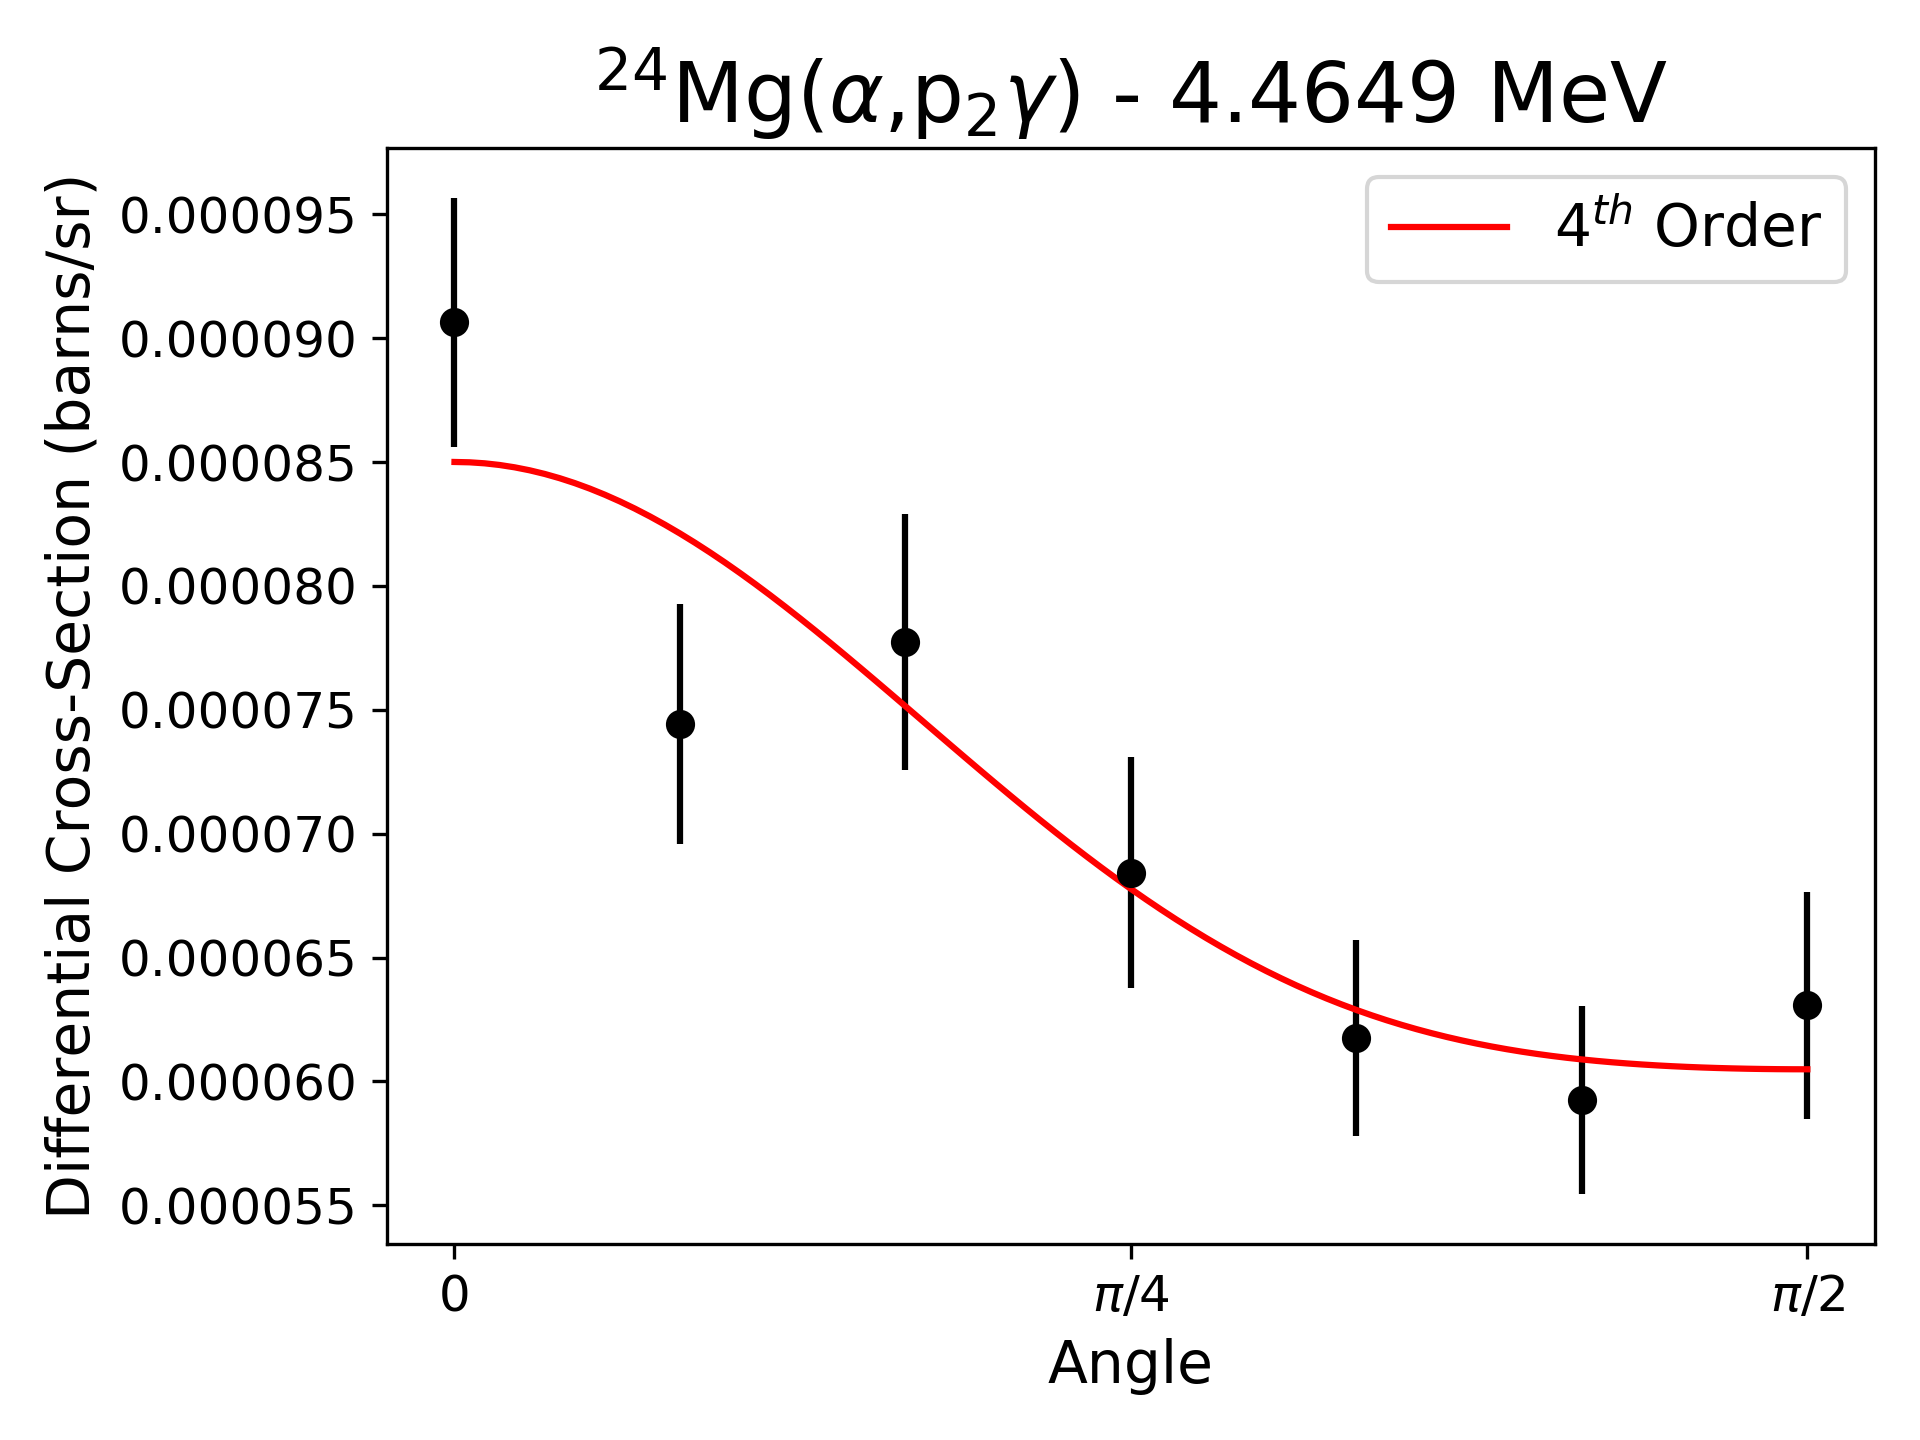 ²⁴Mg(α,p₂γ) - 4.4649 MeV
4ᵗʰ Order
Differential Cross-Section (barns/sr)
0.000095
0.000090
0.000085
0.000080
0.000075
0.000070
0.000065
0.000060
0.000055
0 π/4 π/2
Angle